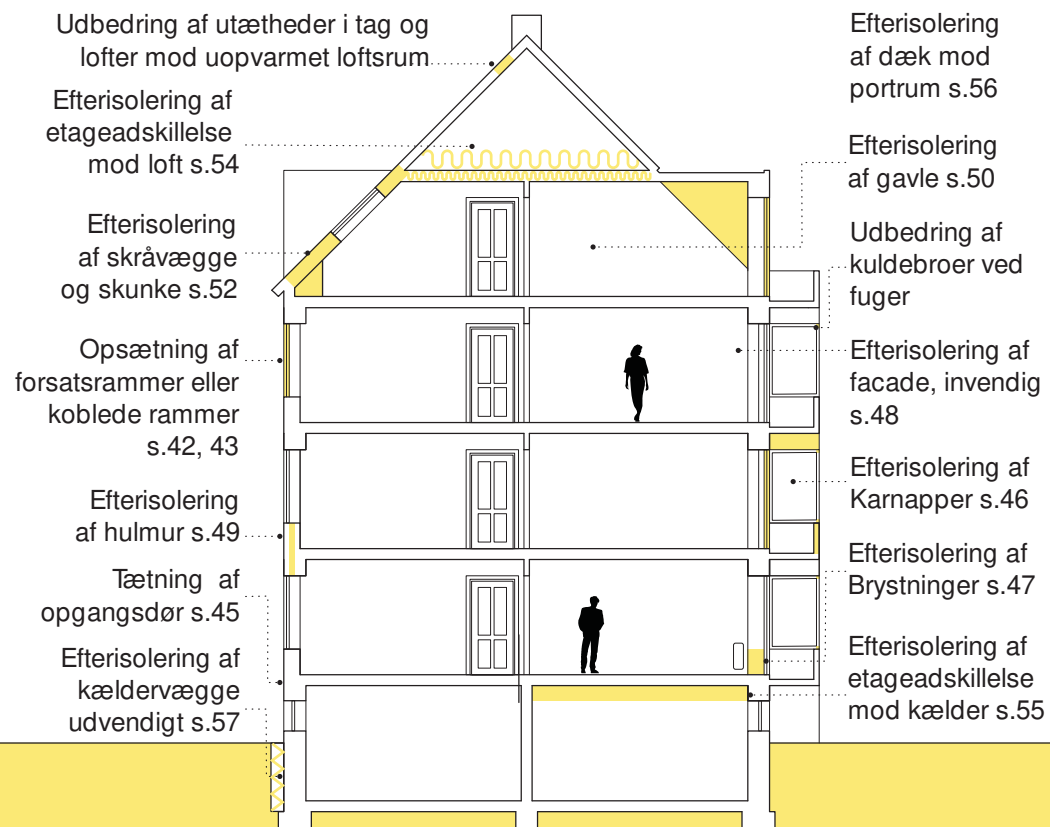 Udbedring af utætheder i tag og
lofter mod uopvarmet loftsrum
Efterisolering af
etageadskillelse
mod loft s.54
Efterisolering
af skråvægge
og skunke s.52
Opsætning af
forsatsrammer eller
koblede rammer
s.42, 43
Efterisolering
af hulmur s.49
Tætning af
opgangsdør s.45
Efterisolering af
kældervægge
udvendigt s.57
Efterisolering
af dæk mod
portrum s.56
Efterisolering
af gavle s.50
Udbedring af
kuldebroer ved
fuger
Efterisolering af
facade, invendig
s.48
Efterisolering af
Karnapper s.46
Efterisolering af
Brystninger s.47
Efterisolering af
etageadskillelse
mod kælder s.55